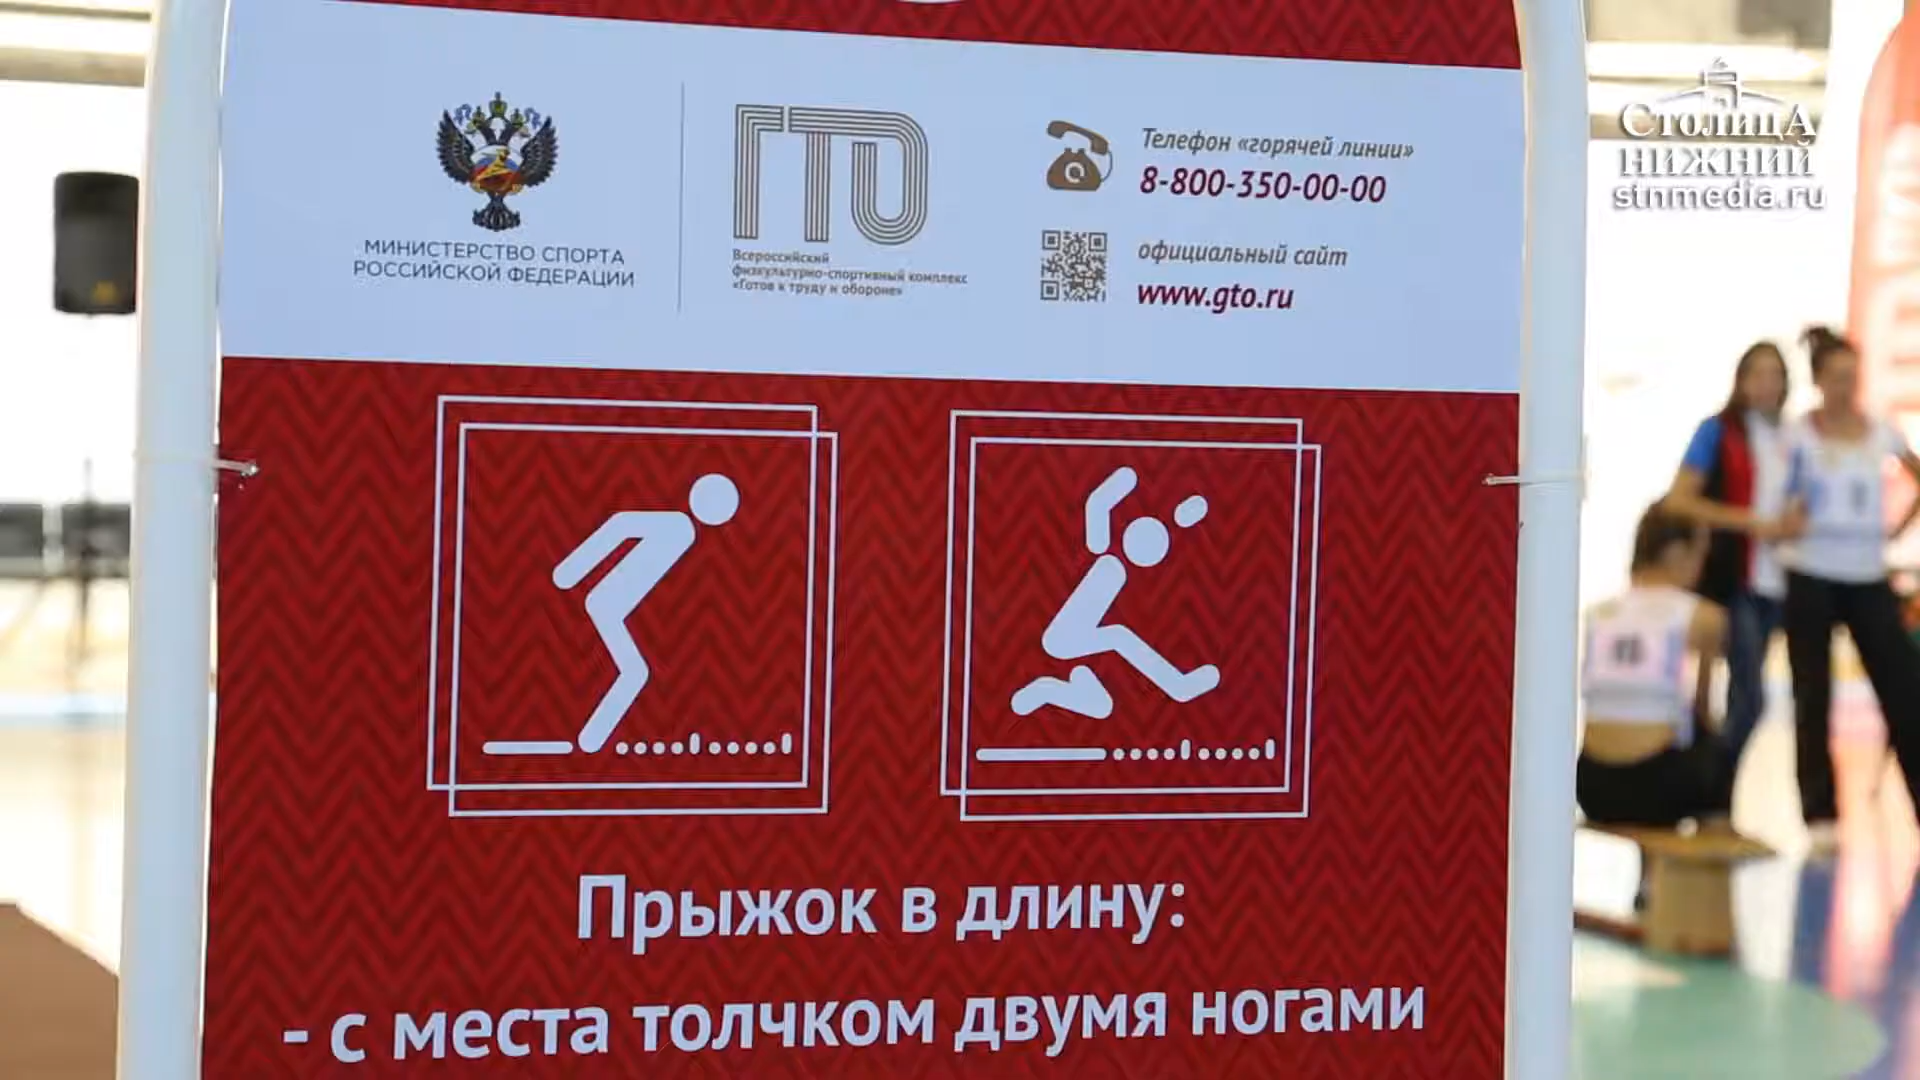 МИНИСТЕРСТВО СПОРТА
РОССИЙСКОЙ ФЕДЕРАЦИИ
ГТО
Всероссийский
физкультурно-спортивный комплекс
«Готов к труду и обороне»
Телефон «горячей линии»
8-800-350-00-00
официальный сайт
www.gto.ru
СТОЛИЦА
НИЖНИЙ
stnmedia.ru
Прыжок в длину:
- с места толчком двумя ногами